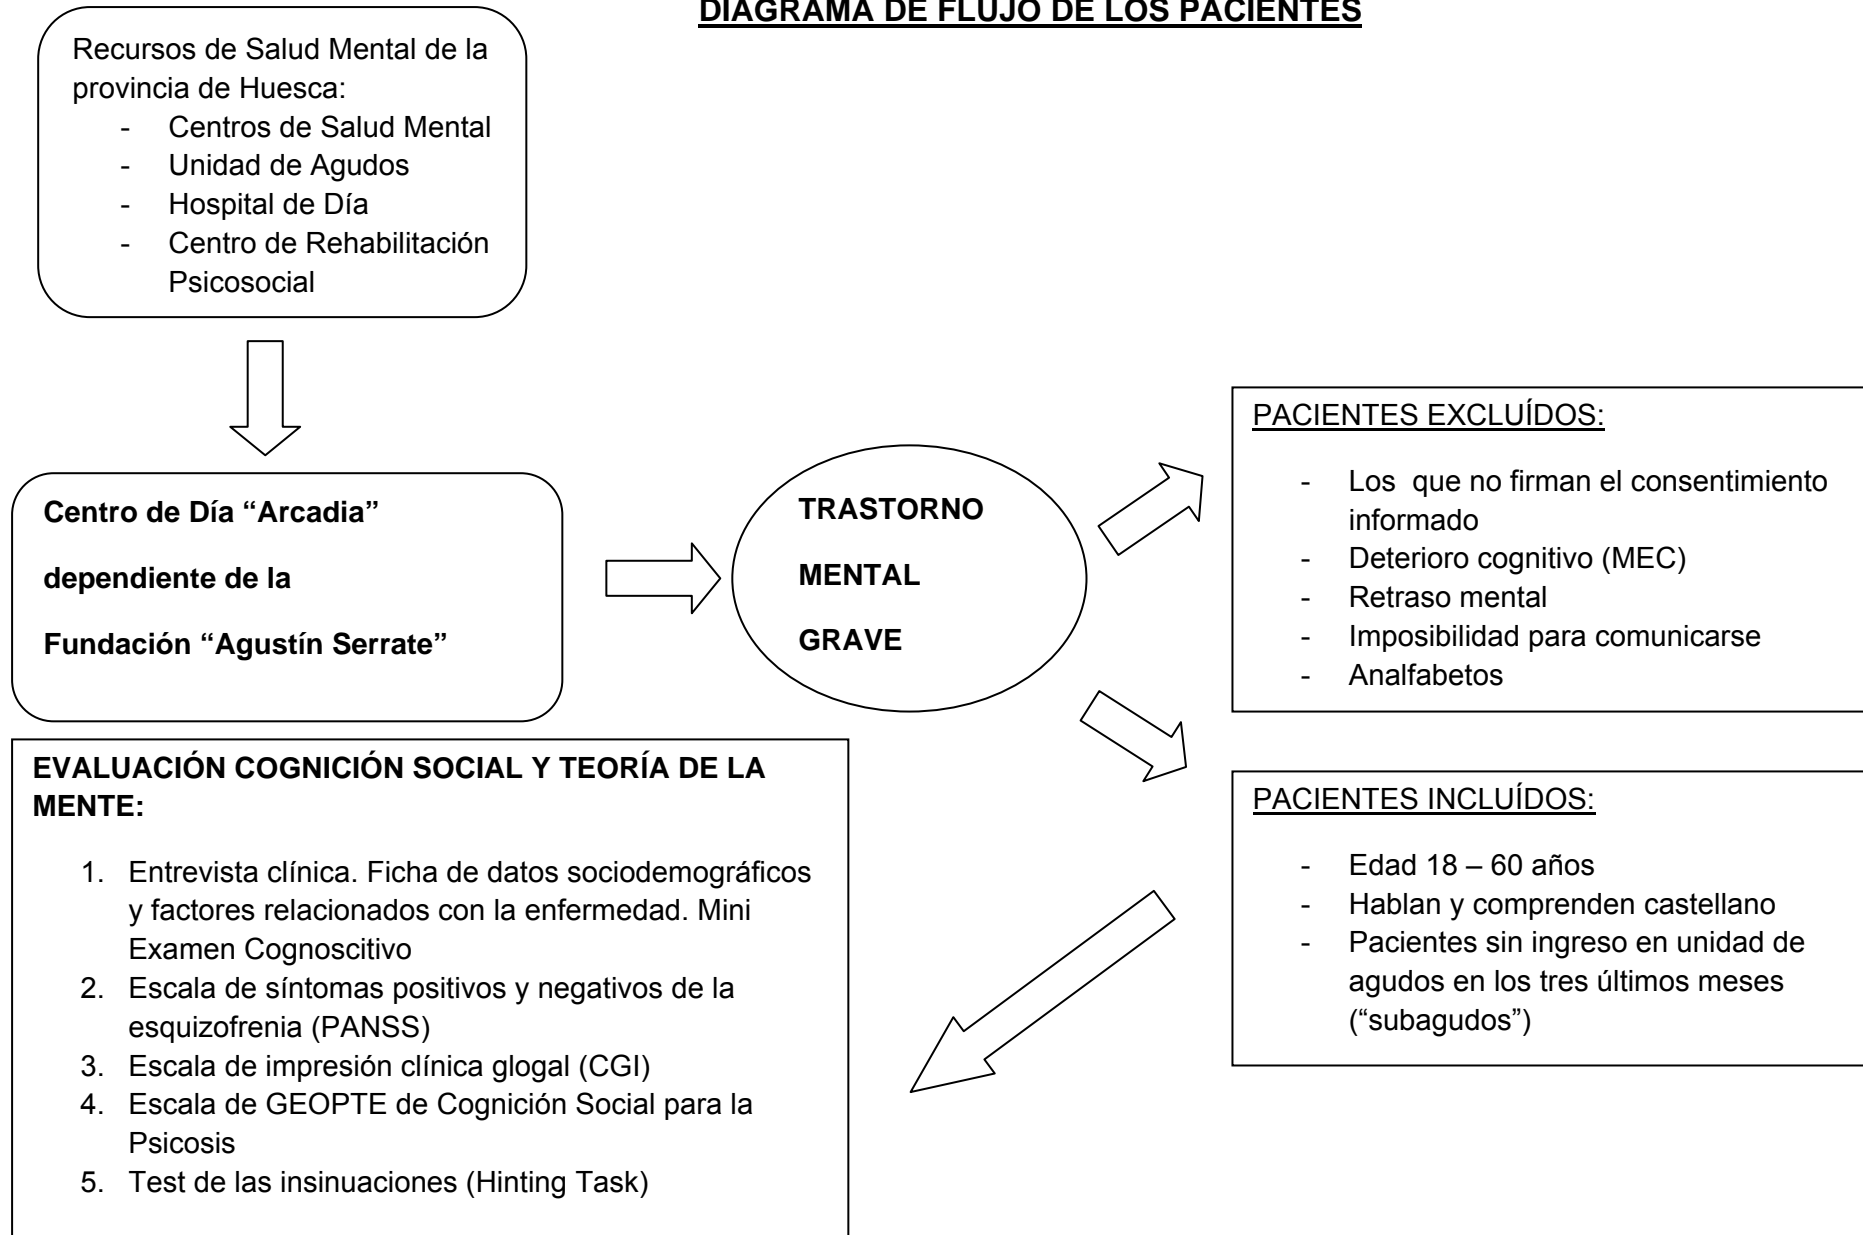 DIAGRAMA DE FLUJO DE LOS PACIENTES
Recursos de Salud Mental de la
provincia de Huesca:
- Centros de Salud Mental
- Unidad de Agudos
- Hospital de Día
- Centro de Rehabilitación
Psicosocial
Centro de Día “Arcadia”
dependiente de la
Fundación “Agustín Serrate”
TRASTORNO
MENTAL
GRAVE
PACIENTES EXCLUÍDOS:
- Los que no firman el consentimiento
informado
- Deterioro cognitivo (MEC)
- Retraso mental
- Imposibilidad para comunicarse
- Analfabetos
PACIENTES INCLUÍDOS:
- Edad 18 – 60 años
- Hablan y comprenden castellano
- Pacientes sin ingreso en unidad de
agudos en los tres últimos meses
(“subagudos”)
EVALUACIÓN COGNICIÓN SOCIAL Y TEORÍA DE LA
MENTE:
1. Entrevista clínica. Ficha de datos sociodemográficos
y factores relacionados con la enfermedad. Mini
Examen Cognoscitivo
2. Escala de síntomas positivos y negativos de la
esquizofrenia (PANSS)
3. Escala de impresión clínica glogal (CGI)
4. Escala de GEOPTE de Cognición Social para la
Psicosis
5. Test de las insinuaciones (Hinting Task)